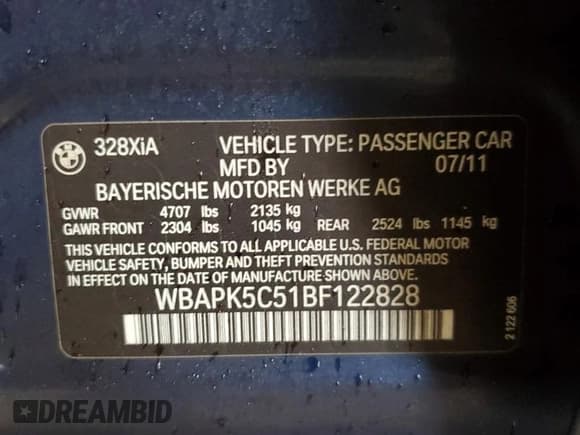 328XiA VEHICLE TYPE: PASSENGER CAR
MFD BY 07/11
BAYERISCHE MOTOREN WERKE AG
GVWR 4707 lbs 2135 kg
GAWR FRONT 2304 lbs 1045 kg REAR 2524 lbs 1145 kg
THIS VEHICLE CONFORMS TO ALL APPLICABLE U.S. FEDERAL MOTOR
VEHICLE SAFETY, BUMPER AND THEFT PREVENTION STANDARDS
IN EFFECT ON THE DATE OF MANUFACTURE SHOWN ABOVE.
WBAPK5C51BF122828
2 122 606
DREAMBID